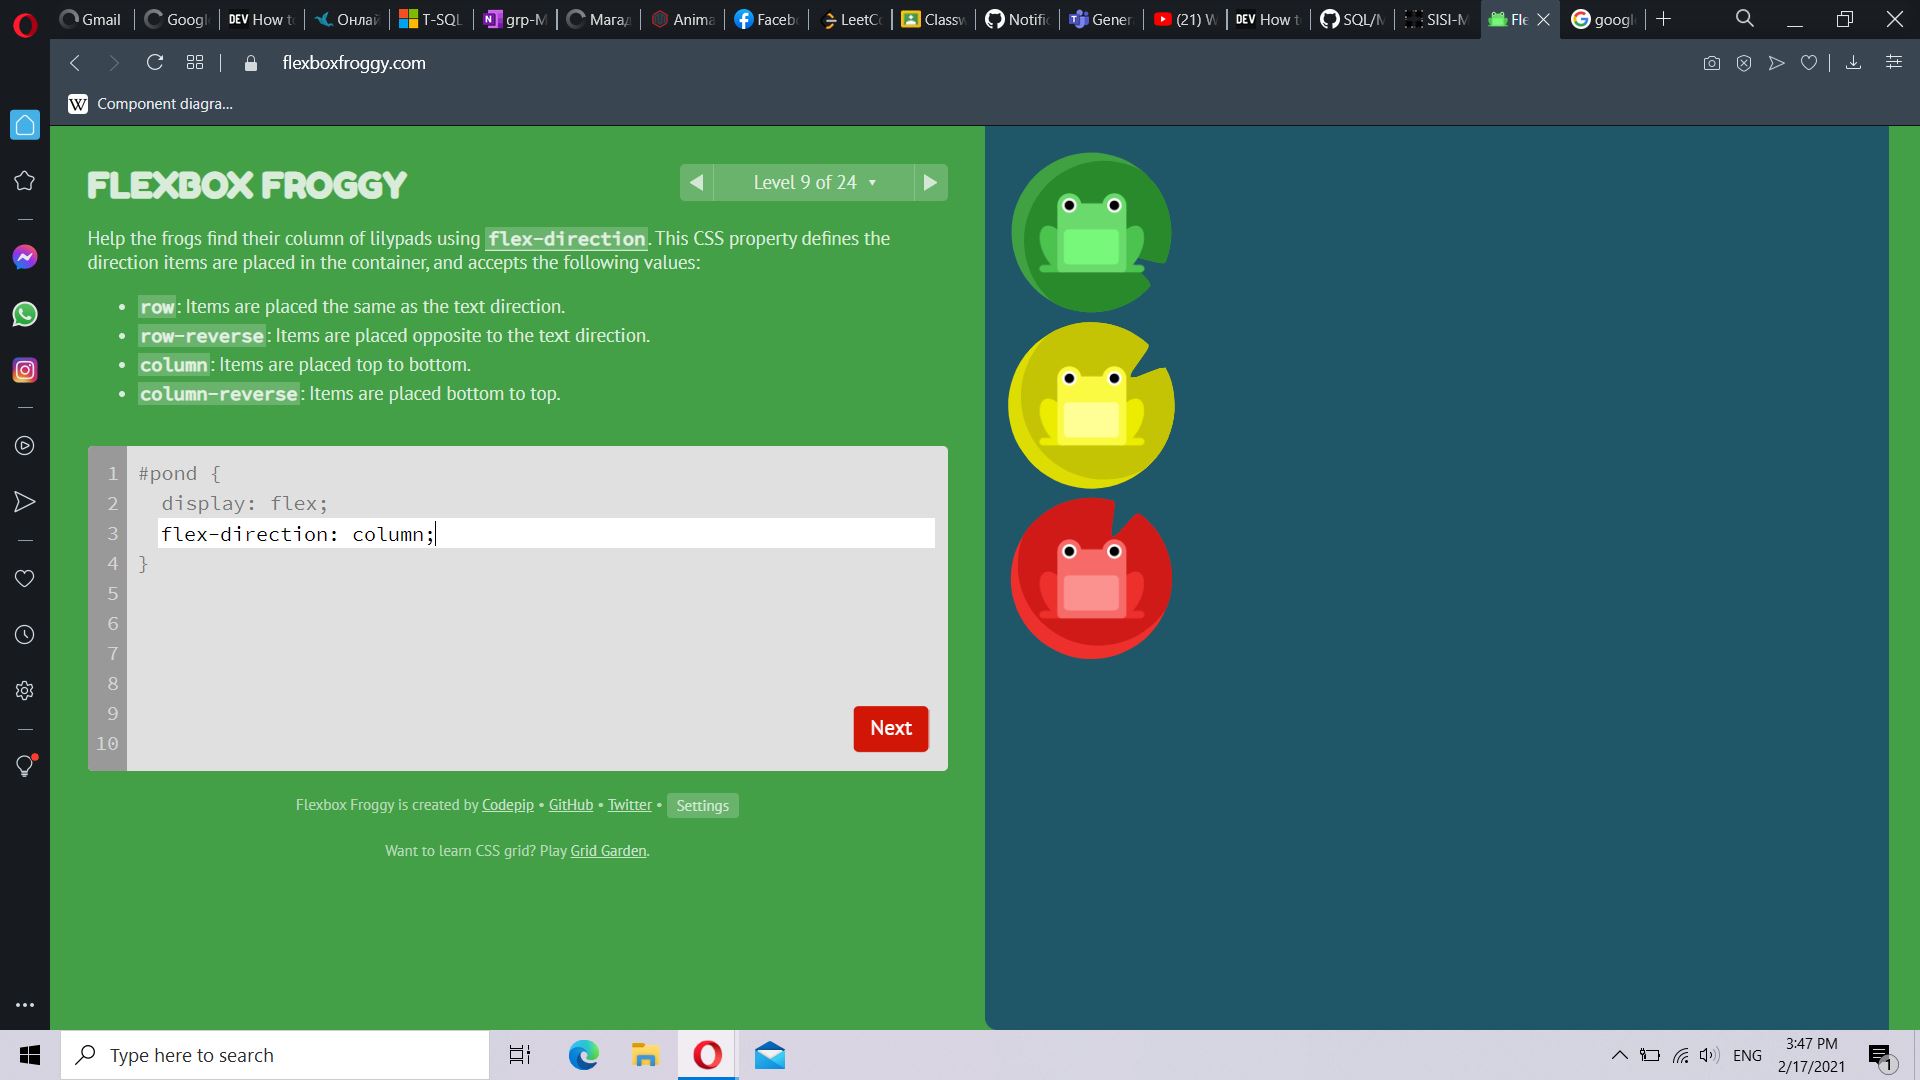 Gmail Googl DEV How t Онлай T-SQL grp-M Магад Anima Facebo LeetCo Classw Notific Gener (21) W DEV How t SQL/M SISI-M Fle googl
flexboxfroggy.com
W Component diagra...
FLEXBOX FROGGY
Level 9 of 24
Help the frogs find their column of lilypads using flex-direction. This CSS property defines the
direction items are placed in the container, and accepts the following values:
• row: Items are placed the same as the text direction.
• row-reverse: Items are placed opposite to the text direction.
• column: Items are placed top to bottom.
• column-reverse: Items are placed bottom to top.
1 #pond {
2 display: flex;
3 flex-direction: column;
4 }
5
6
7
8
9
10
Next
Flexbox Froggy is created by Codepip • GitHub • Twitter • Settings
Want to learn CSS grid? Play Grid Garden.
Type here to search
ENG
3:47 PM
2/17/2021
1